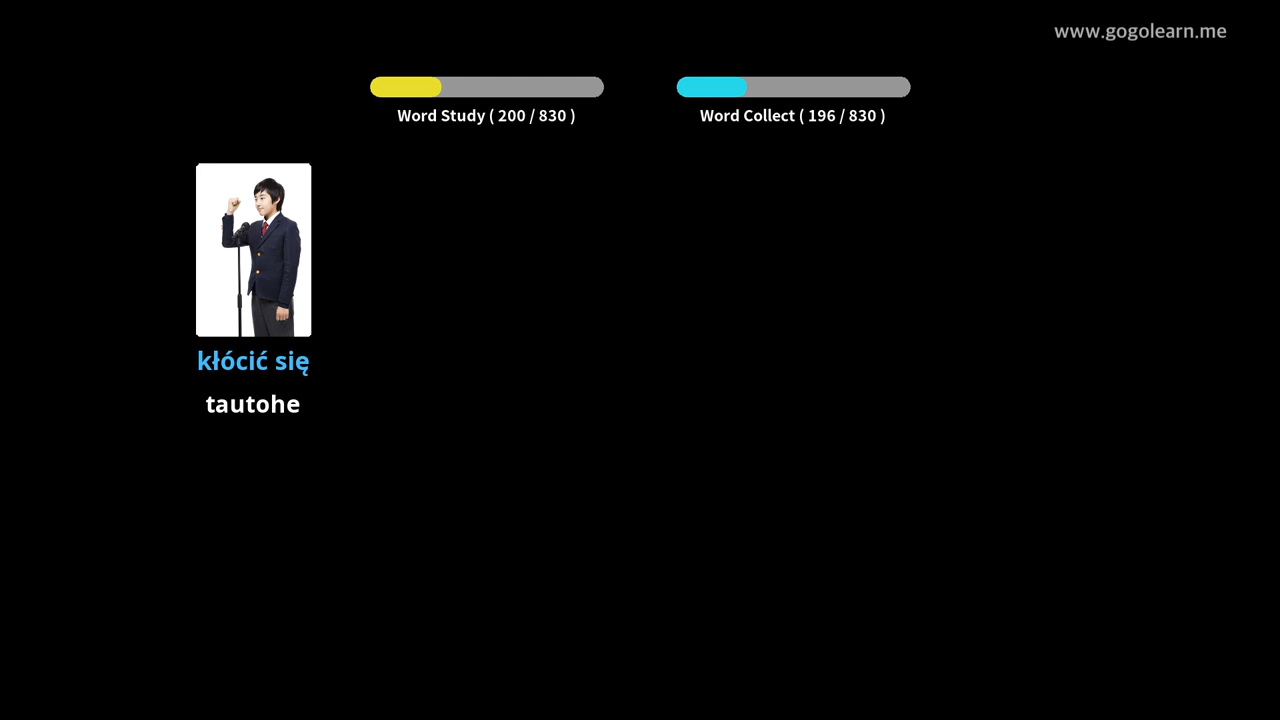 www.gogolearn.me
Word Study ( 200 / 830 )
Word Collect ( 196 / 830 )
kłócić się
tautohe